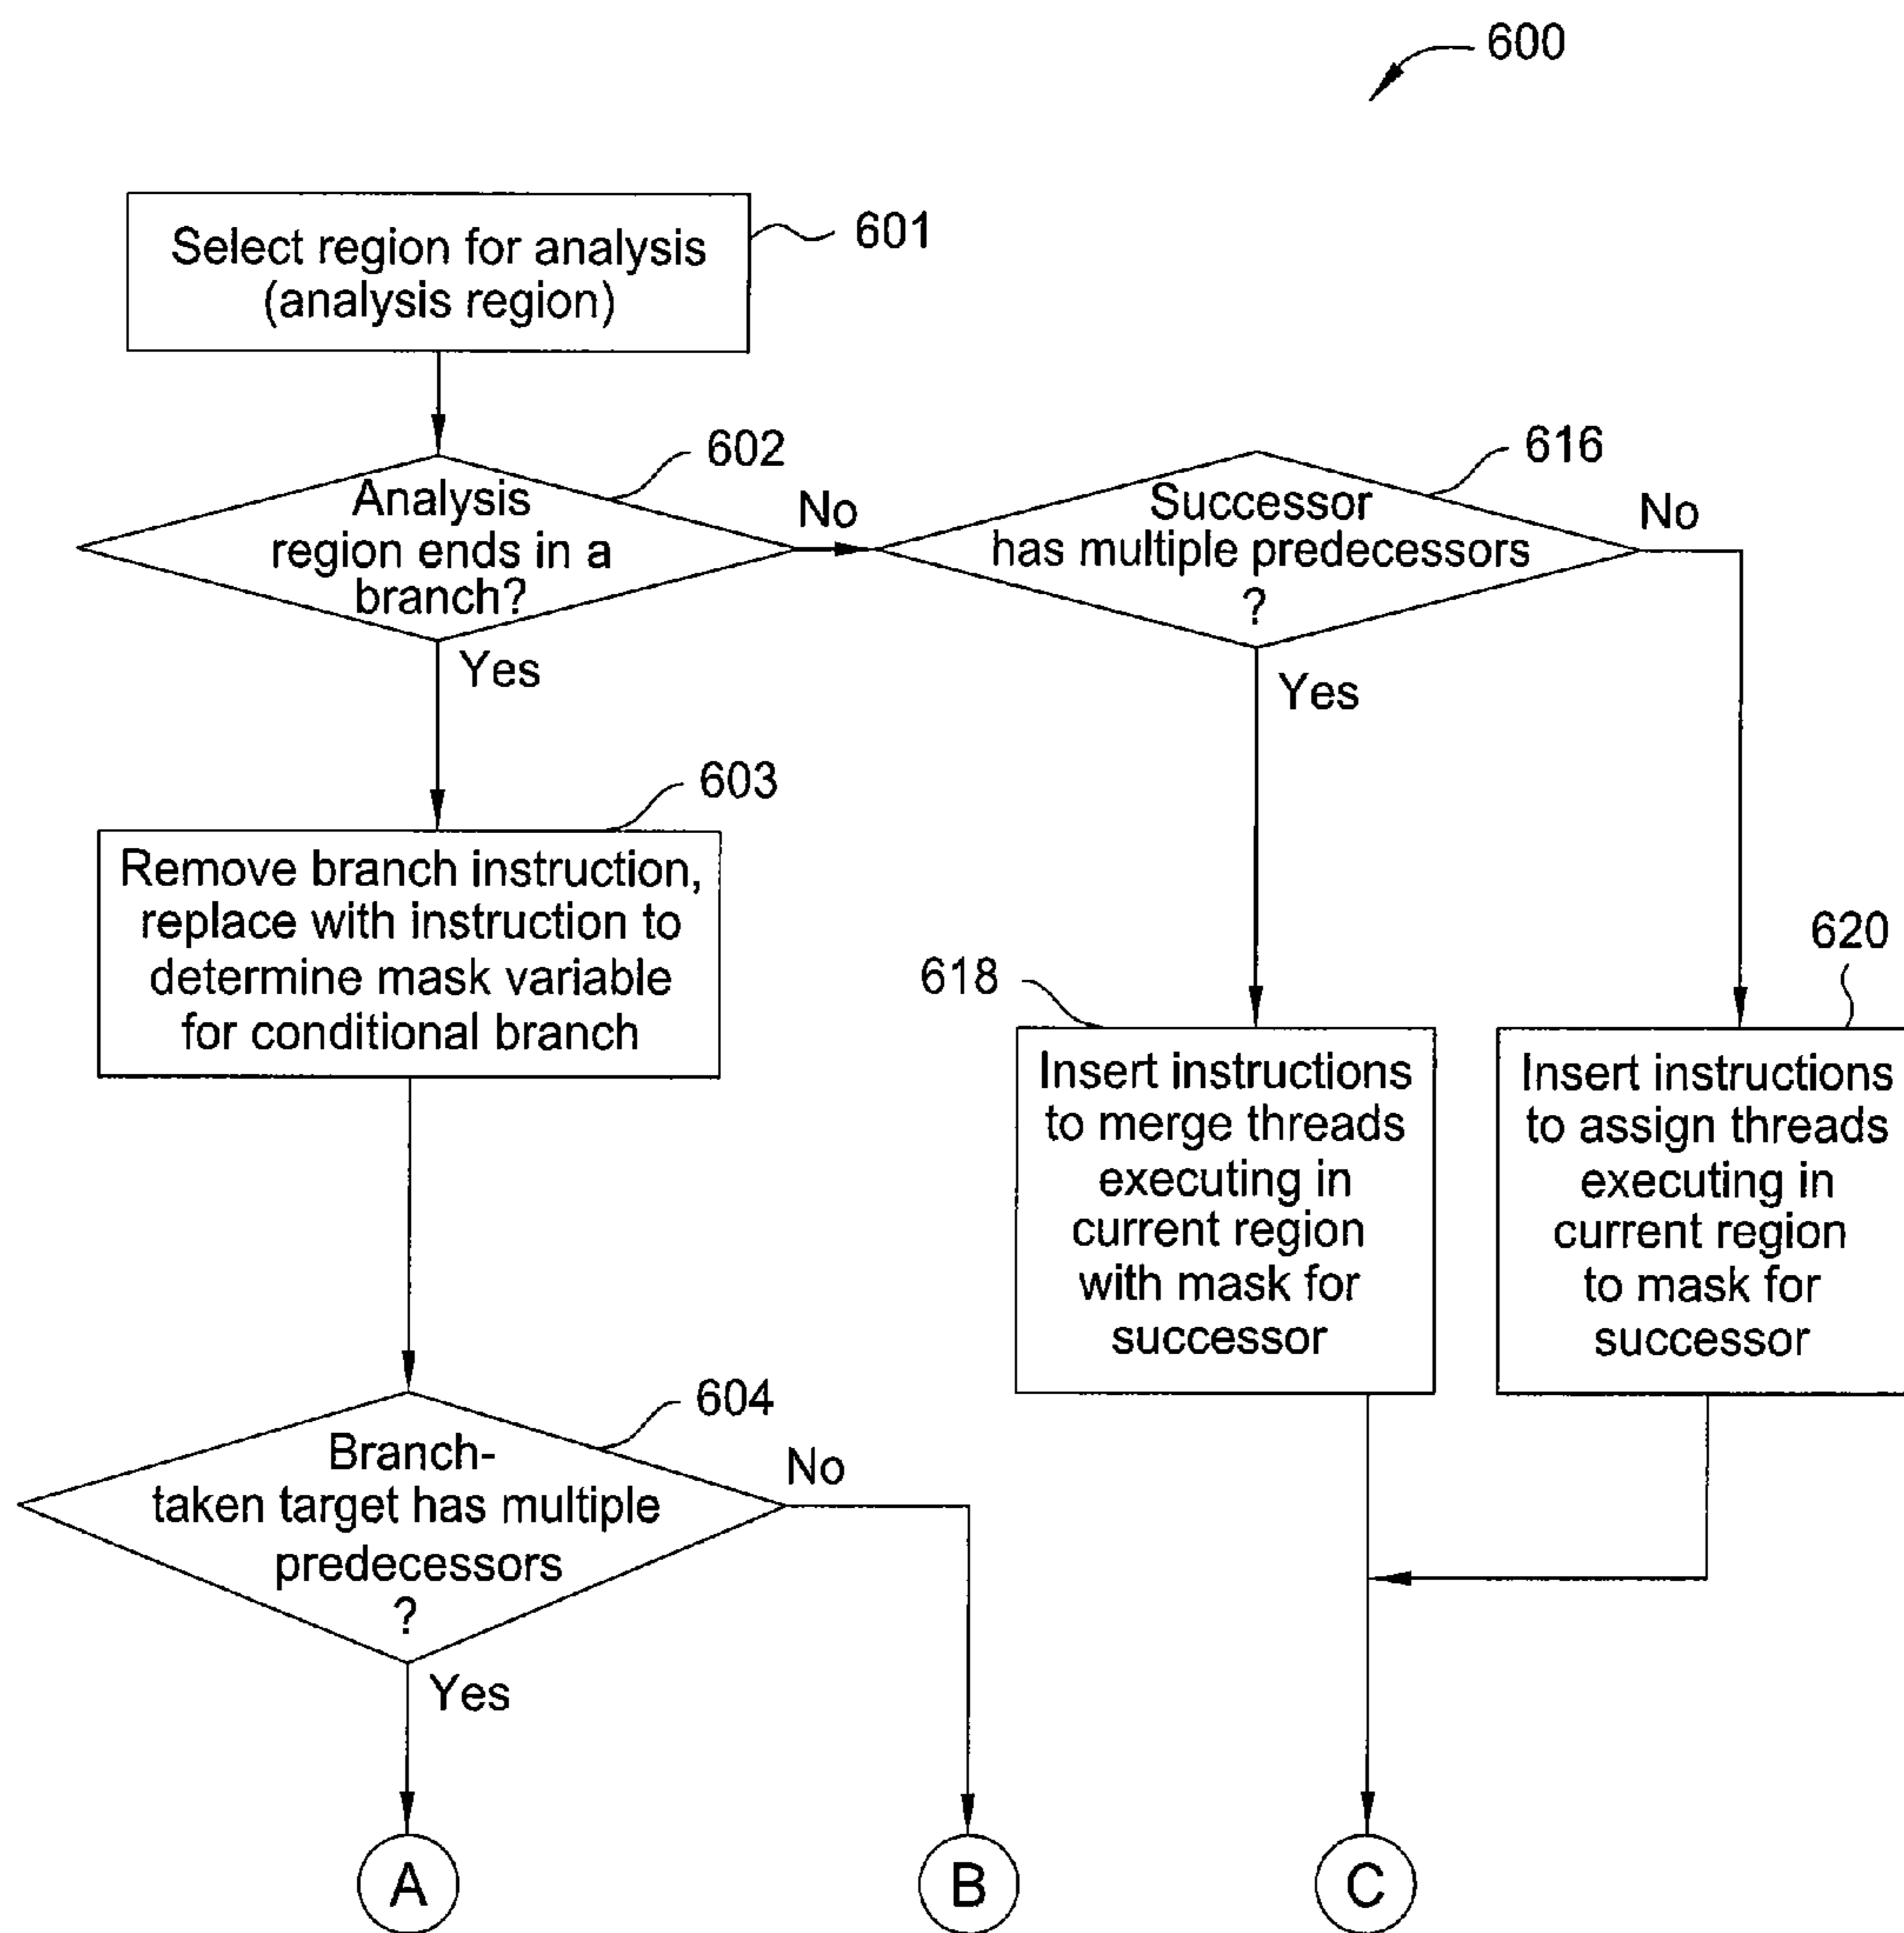 600
Select region for analysis
(analysis region)
601
602
Analysis
region ends in a
branch?
No
Yes
616
Successor
has multiple predecessors
?
No
Yes
603
Remove branch instruction,
replace with instruction to
determine mask variable
for conditional branch
618
Insert instructions
to merge threads
executing in
current region
with mask for
successor
620
Insert instructions
to assign threads
executing in
current region
to mask for
successor
604
Branch-
taken target has multiple
predecessors
?
No
Yes
A
B
C